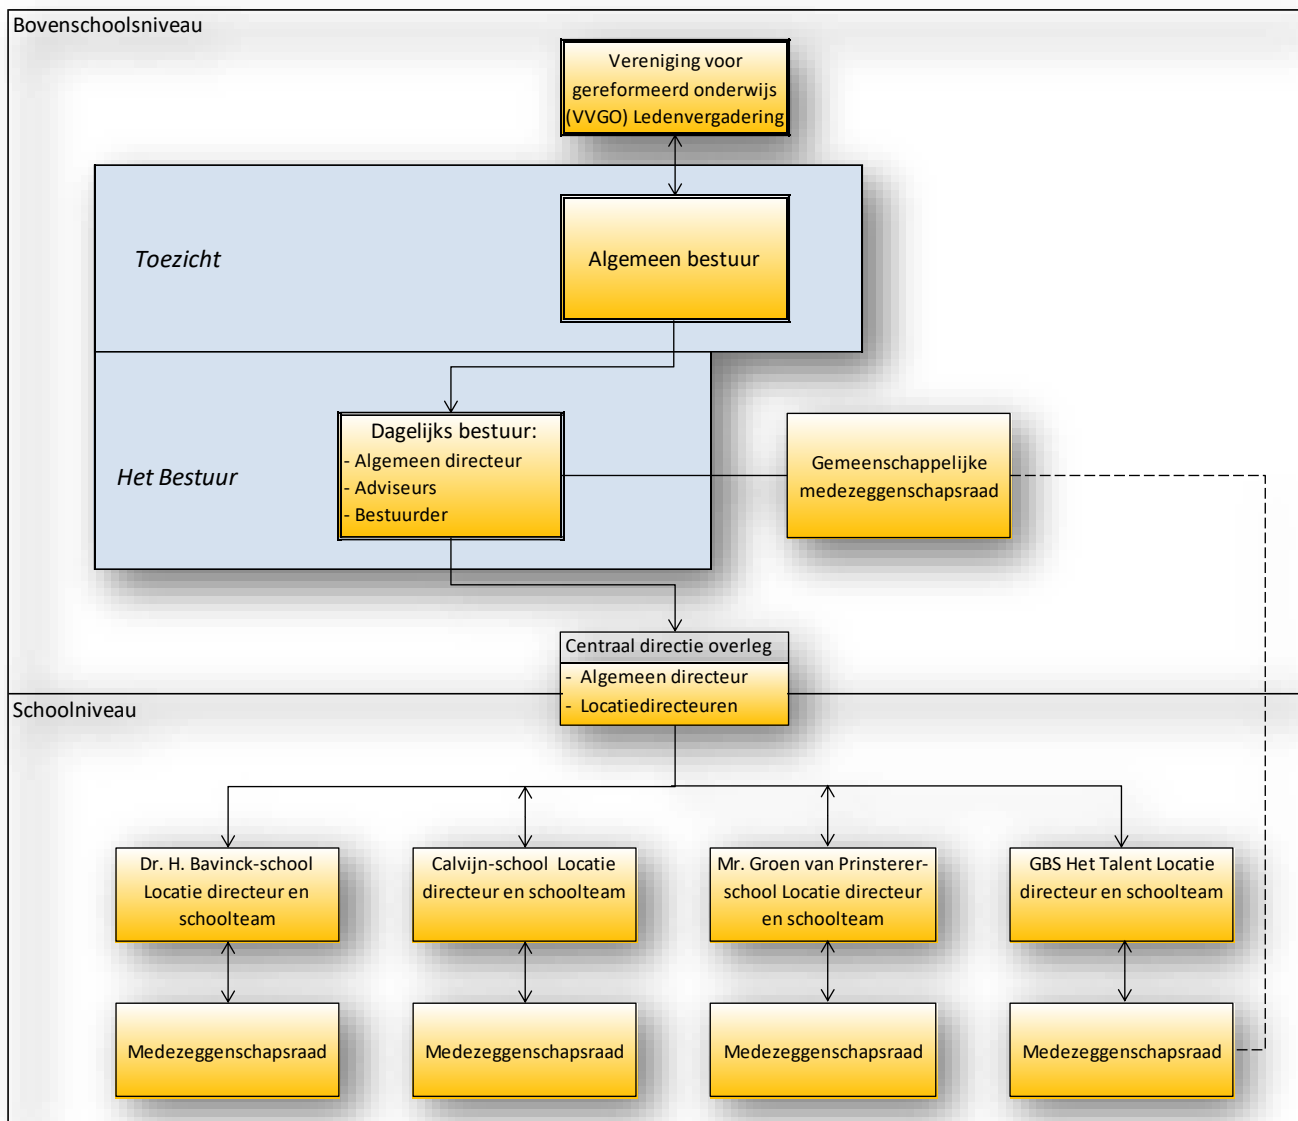 Bovenschoolsniveau
Vereniging voor
gereformeerd onderwijs
(VVGO) Ledenvergadering
Toezicht
Algemeen bestuur
Het Bestuur
Dagelijks bestuur:
- Algemeen directeur
- Adviseurs
- Bestuurder
Gemeenschappelijke
medezeggenschapsraad
Centraal directie overleg
- Algemeen directeur
- Locatiedirecteuren
Schoolniveau
Dr. H. Bavinck-school
Locatie directeur en
schoolteam
Calvijn-school Locatie
directeur en schoolteam
Mr. Groen van Prinsterer-
school Locatie directeur
en schoolteam
GBS Het Talent Locatie
directeur en schoolteam
Medezeggenschapsraad
Medezeggenschapsraad
Medezeggenschapsraad
Medezeggenschapsraad